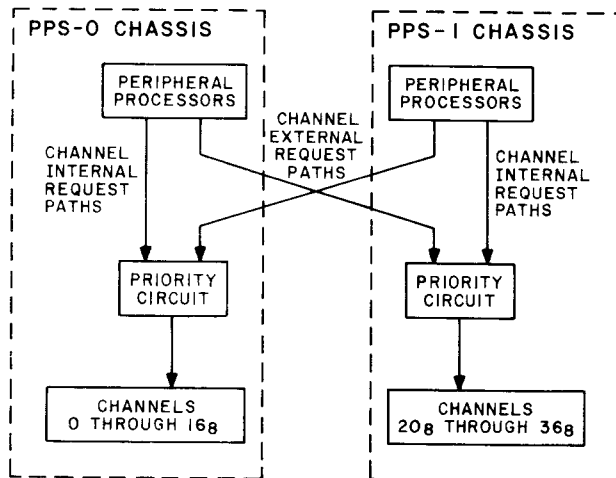 PPS-0 CHASSIS
PERIPHERAL
PROCESSORS
CHANNEL
INTERNAL
REQUEST
PATHS
PRIORITY
CIRCUIT
CHANNELS
0 THROUGH 16₈
CHANNEL
EXTERNAL
REQUEST
PATHS
PPS-1 CHASSIS
PERIPHERAL
PROCESSORS
CHANNEL
INTERNAL
REQUEST
PATHS
PRIORITY
CIRCUIT
CHANNELS
20₈ THROUGH 36₈